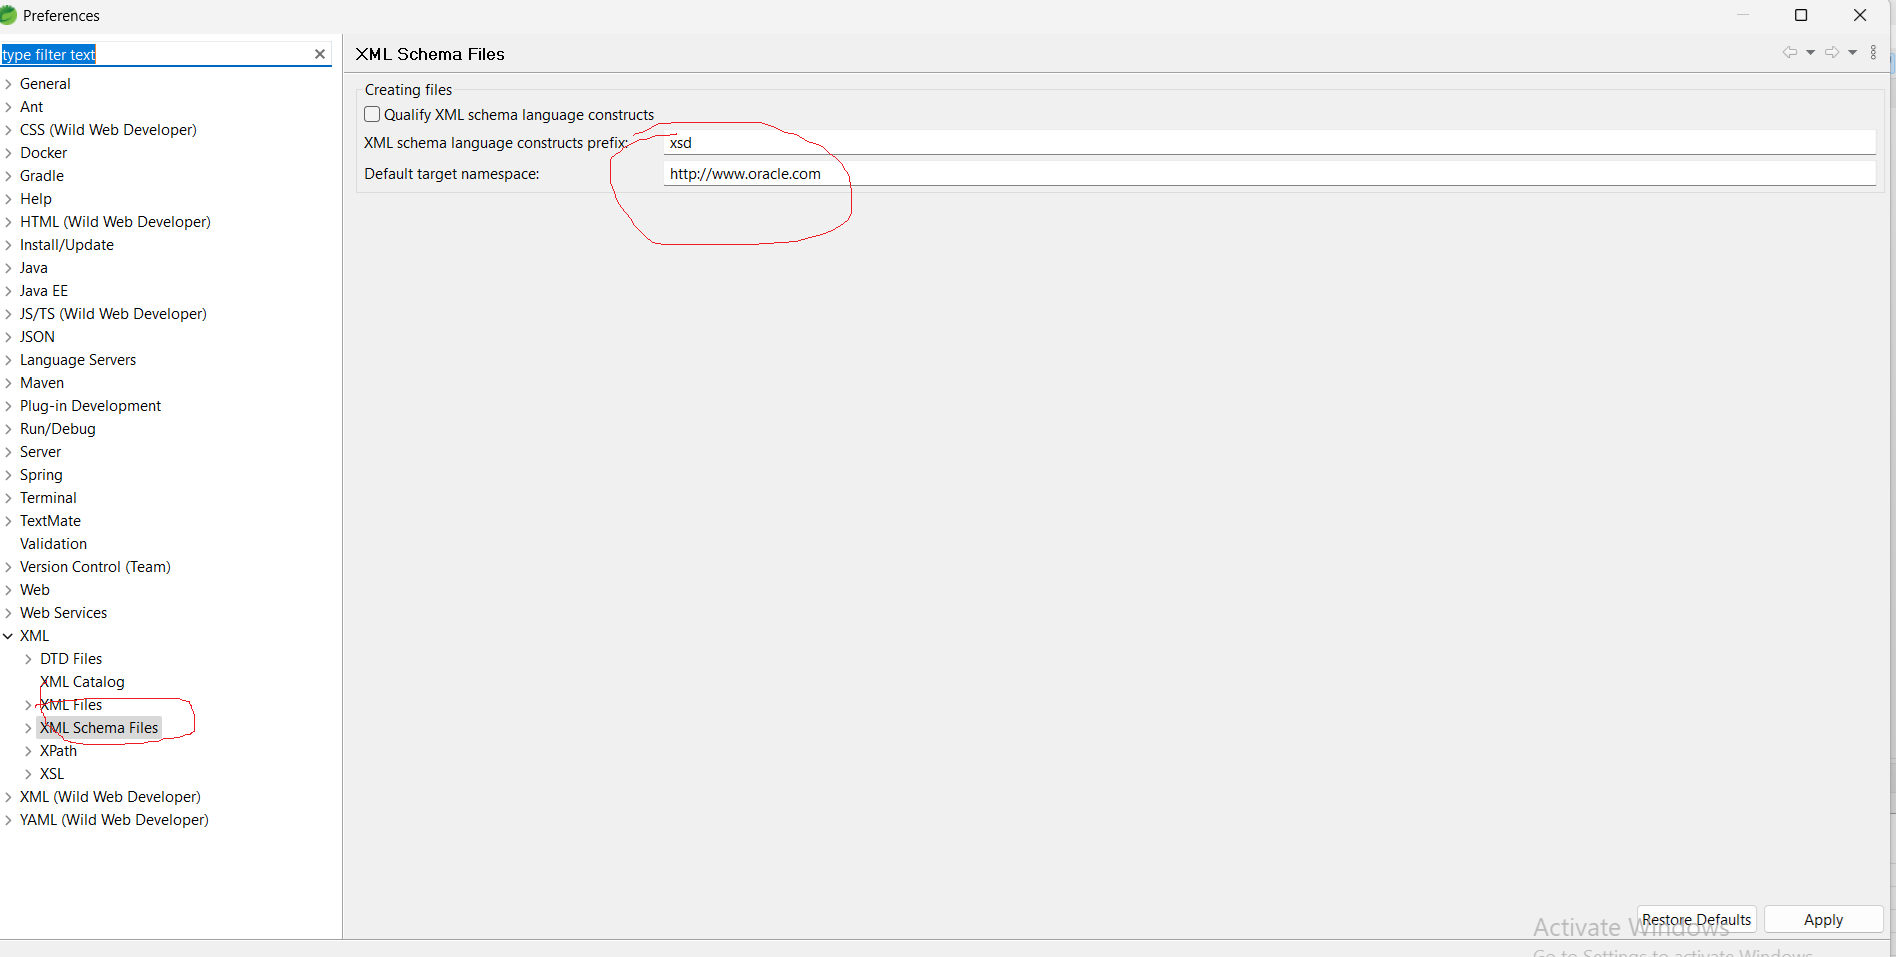 Preferences
type filter text
General
Ant
CSS (Wild Web Developer)
Docker
Gradle
Help
HTML (Wild Web Developer)
Install/Update
Java
Java EE
JS/TS (Wild Web Developer)
JSON
Language Servers
Maven
Plug-in Development
Run/Debug
Server
Spring
Terminal
TextMate
Validation
Version Control (Team)
Web
Web Services
XML
DTD Files
XML Catalog
XML Files
XML Schema Files
XPath
XSL
XML (Wild Web Developer)
YAML (Wild Web Developer)
XML Schema Files
Creating files
Qualify XML schema language constructs
XML schema language constructs prefix: xsd
Default target namespace: http://www.oracle.com
Restore Defaults Apply
Activate Windows
Go to Settings to activate Windows.